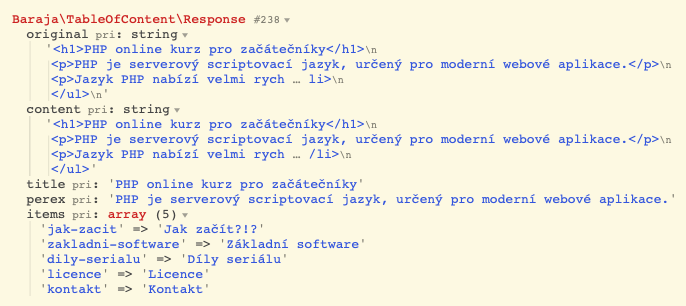 Baraja\TableOfContent\Response #238 ▼
original pri: string ▼
'<h1>PHP online kurz pro začátečníky</h1>\n
<p>PHP je serverový scriptovací jazyk, určený pro moderní webové aplikace.</p>\n
<p>Jazyk PHP nabízí velmi rych … li>\n
</ul>\n'
content pri: string ▼
'<h1>PHP online kurz pro začátečníky</h1>\n
<p>PHP je serverový scriptovací jazyk, určený pro moderní webové aplikace.</p>\n
<p>Jazyk PHP nabízí velmi rych … /li>\n
</ul>'
title pri: 'PHP online kurz pro začátečníky'
perex pri: 'PHP je serverový scriptovací jazyk, určený pro moderní webové aplikace.'
items pri: array (5) ▼
'jak-zacit' => 'Jak začít?!?'
'zakladni-software' => 'Základní software'
'dily-serialu' => 'Díly seriálu'
'licence' => 'Licence'
'kontakt' => 'Kontakt'